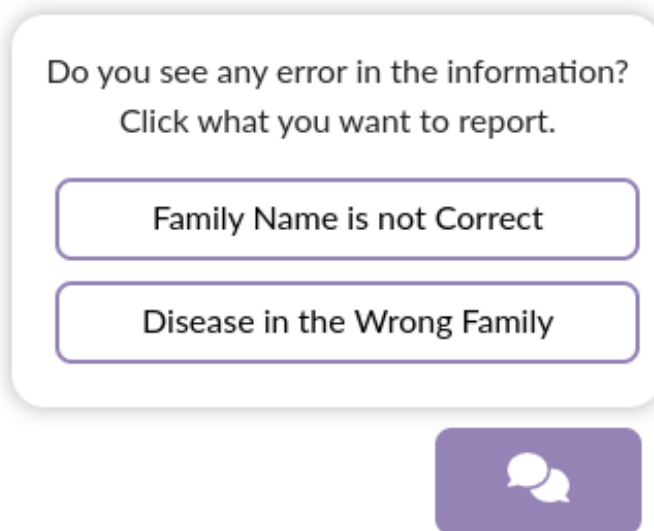 Do you see any error in the information?
Click what you want to report.
Family Name is not Correct
Disease in the Wrong Family